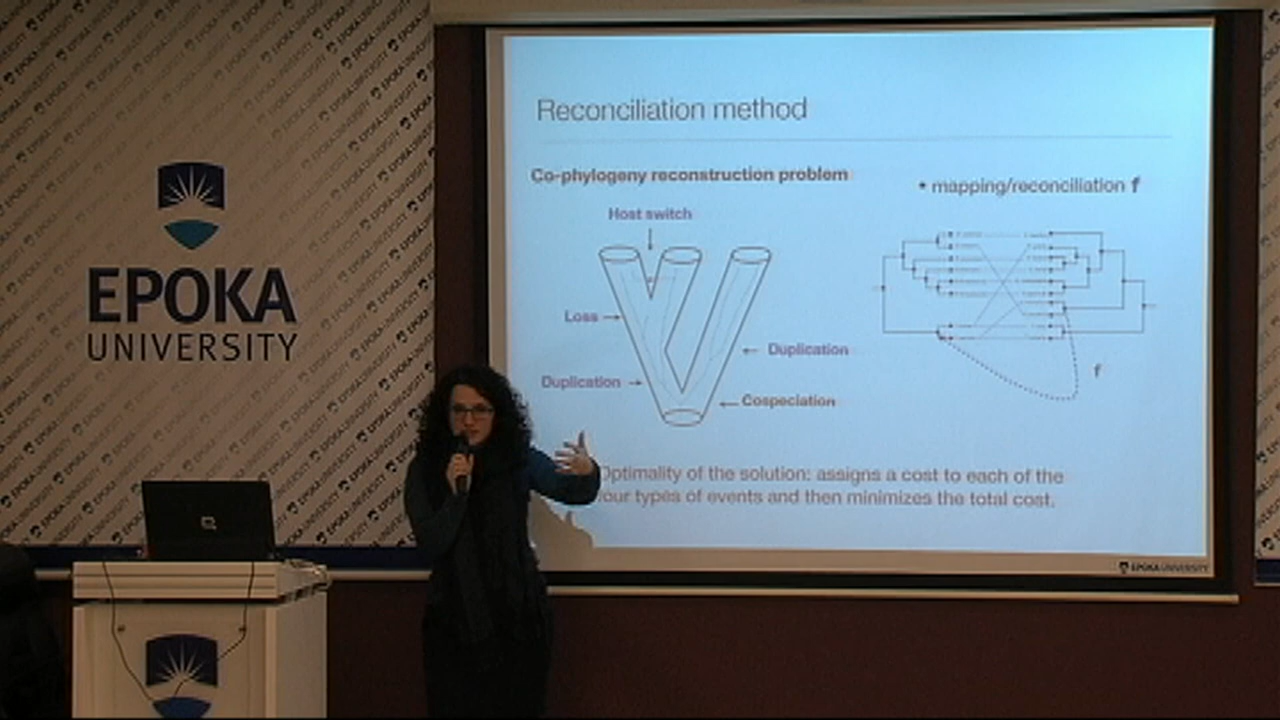 EPOKA
UNIVERSITY
Reconciliation method
Co-phylogeny reconstruction problem
• mapping/reconciliation f
Host switch
Loss
Duplication
Duplication
Cospeciation
f
Optimality of the solution: assigns a cost to each of the
four types of events and then minimizes the total cost.
EPOKA UNIVERSITY